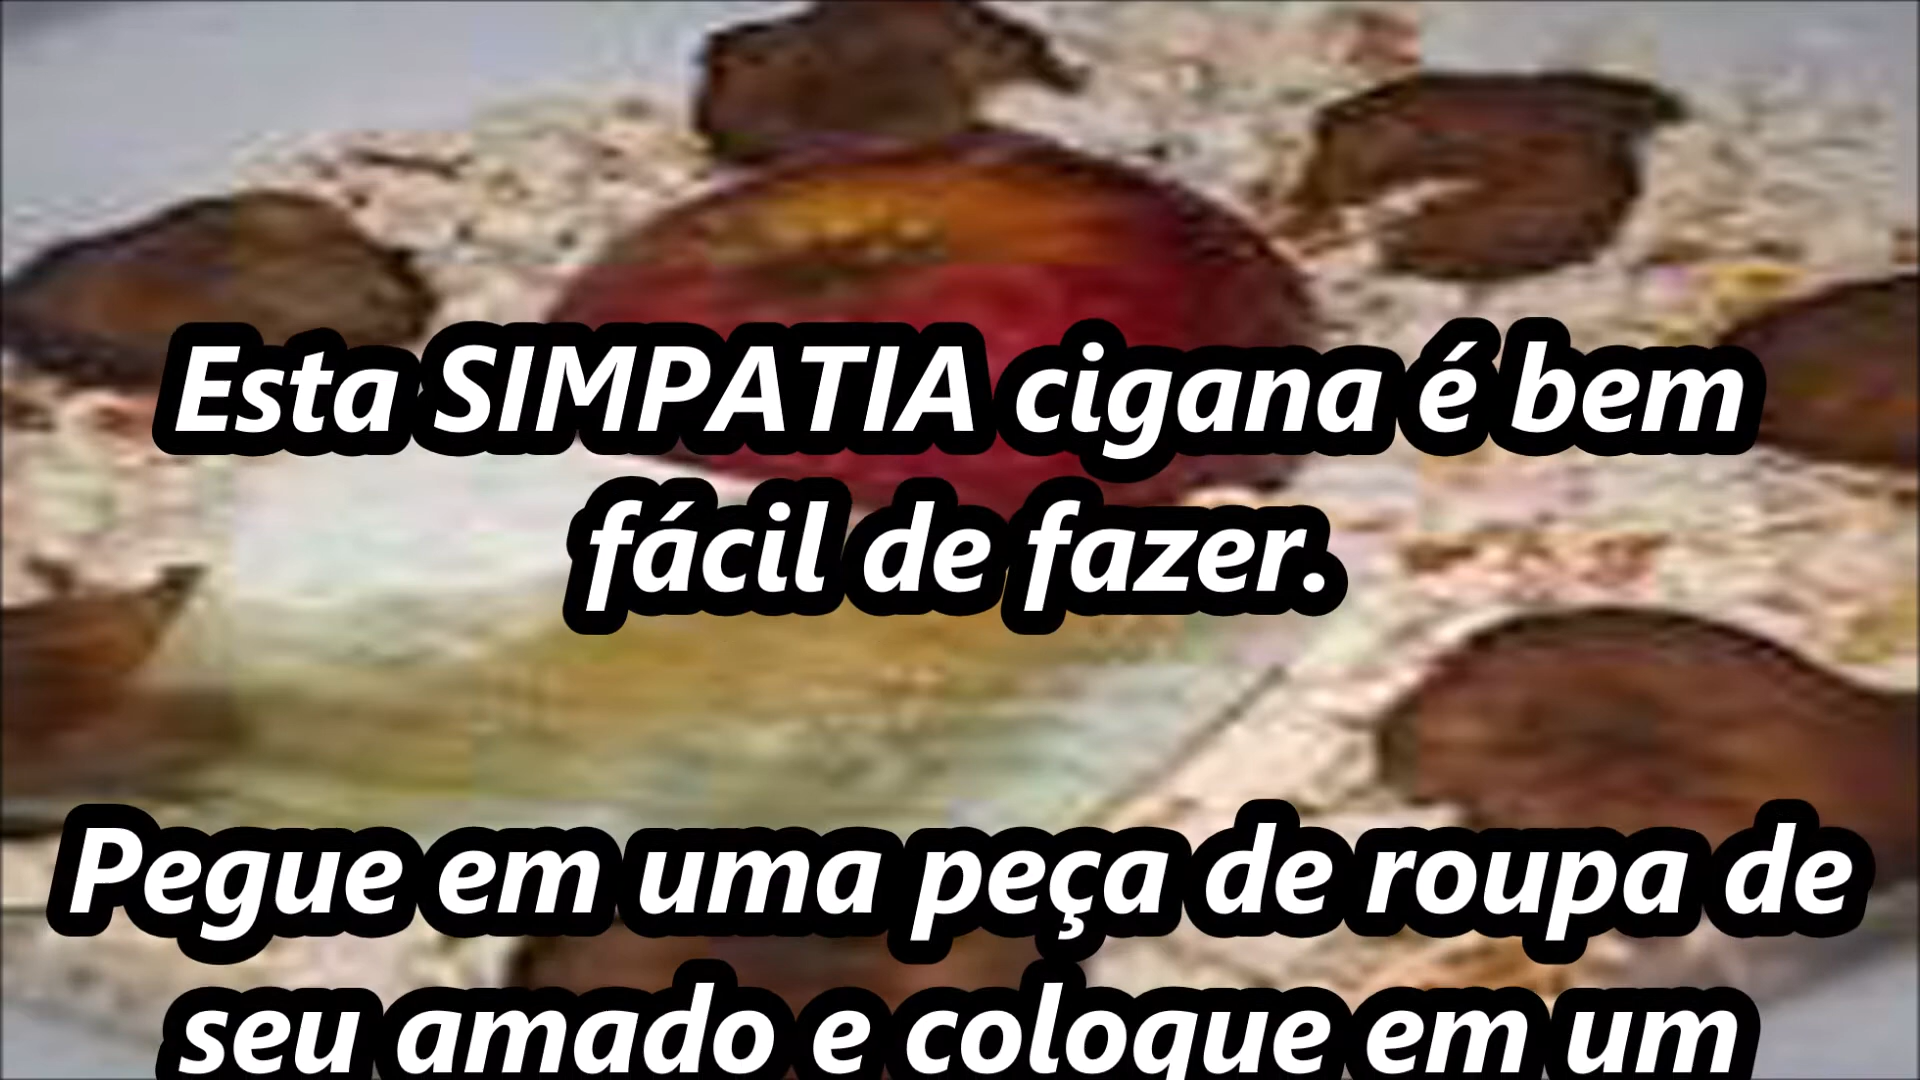 Esta SIMPATIA cigana é bem
fácil de fazer.
Pegue em uma peça de roupa de
seu amado e coloque em um